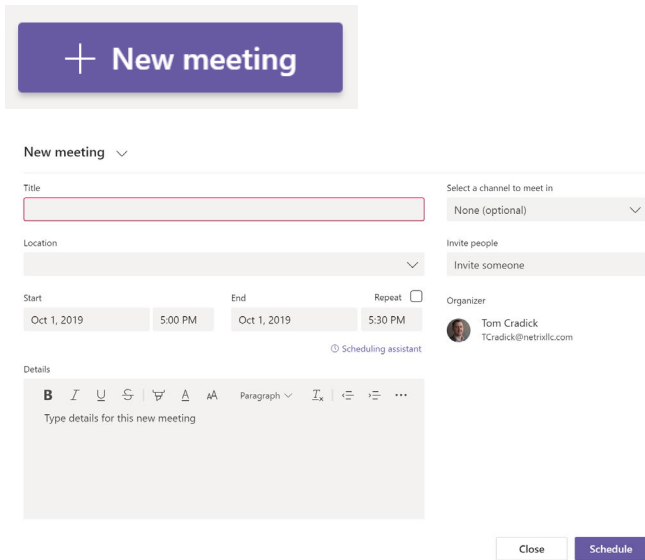 + New meeting
New meeting
Title
Select a channel to meet in
None (optional)
Location
Invite people
Invite someone
Start
End
Repeat
Organizer
Oct 1, 2019
5:00 PM
Oct 1, 2019
5:30 PM
Tom Cradick
TCradick@netrixllc.com
Scheduling assistant
Details
B I U S A AA Paragraph Tx ...
Type details for this new meeting
Close
Schedule